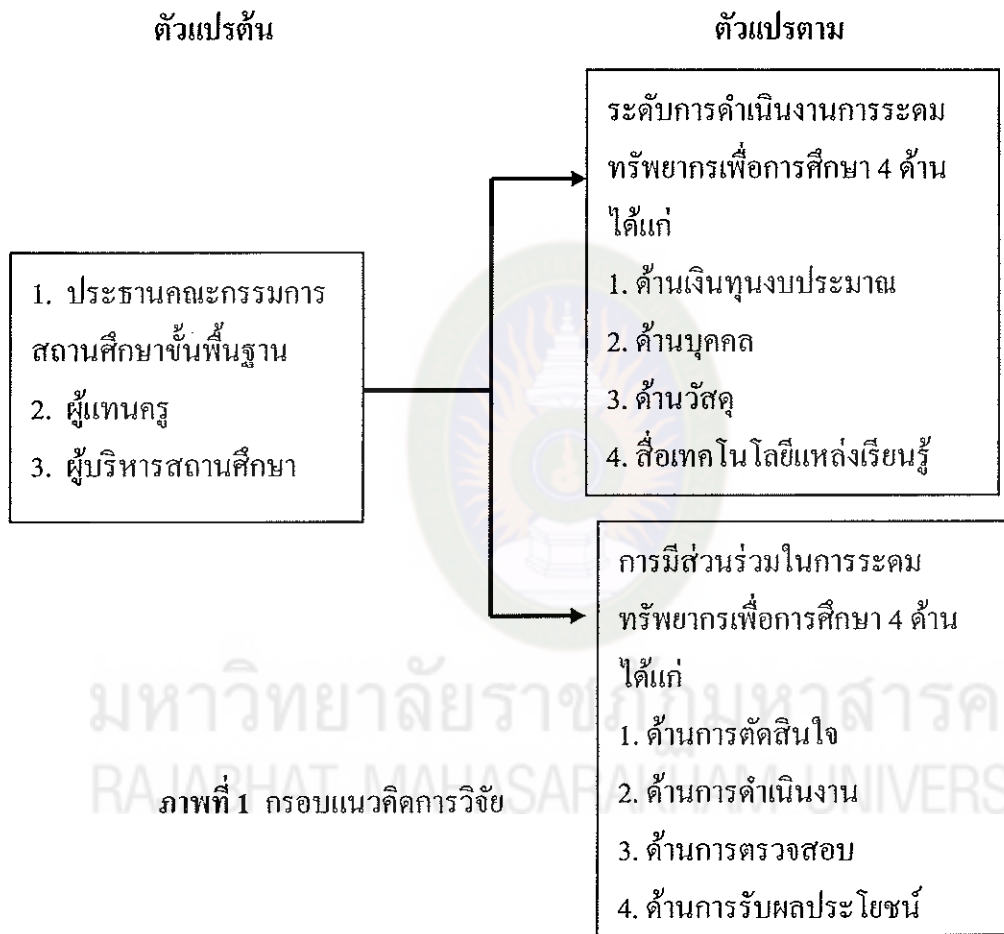 ตัวแปรต้น
ตัวแปรตาม
1. ประธานคณะกรรมการ
สถานศึกษาขั้นพื้นฐาน
2. ผู้แทนครู
3. ผู้บริหารสถานศึกษา
ระดับการดำเนินงานการระดม
ทรัพยากรเพื่อการศึกษา 4 ด้าน
ได้แก่
1. ด้านเงินทุนงบประมาณ
2. ด้านบุคคล
3. ด้านวัสดุ
4. สื่อเทคโนโลยีแหล่งเรียนรู้
การมีส่วนร่วมในการระดม
ทรัพยากรเพื่อการศึกษา 4 ด้าน
ได้แก่
1. ด้านการตัดสินใจ
2. ด้านการดำเนินงาน
3. ด้านการตรวจสอบ
4. ด้านการรับผลประโยชน์
มหาวิทยาลัยราชภัฏมหาสารค
RAJABHAT MAHASARAKHAM UNIVERS
ภาพที่ 1 กรอบแนวคิดการวิจัย